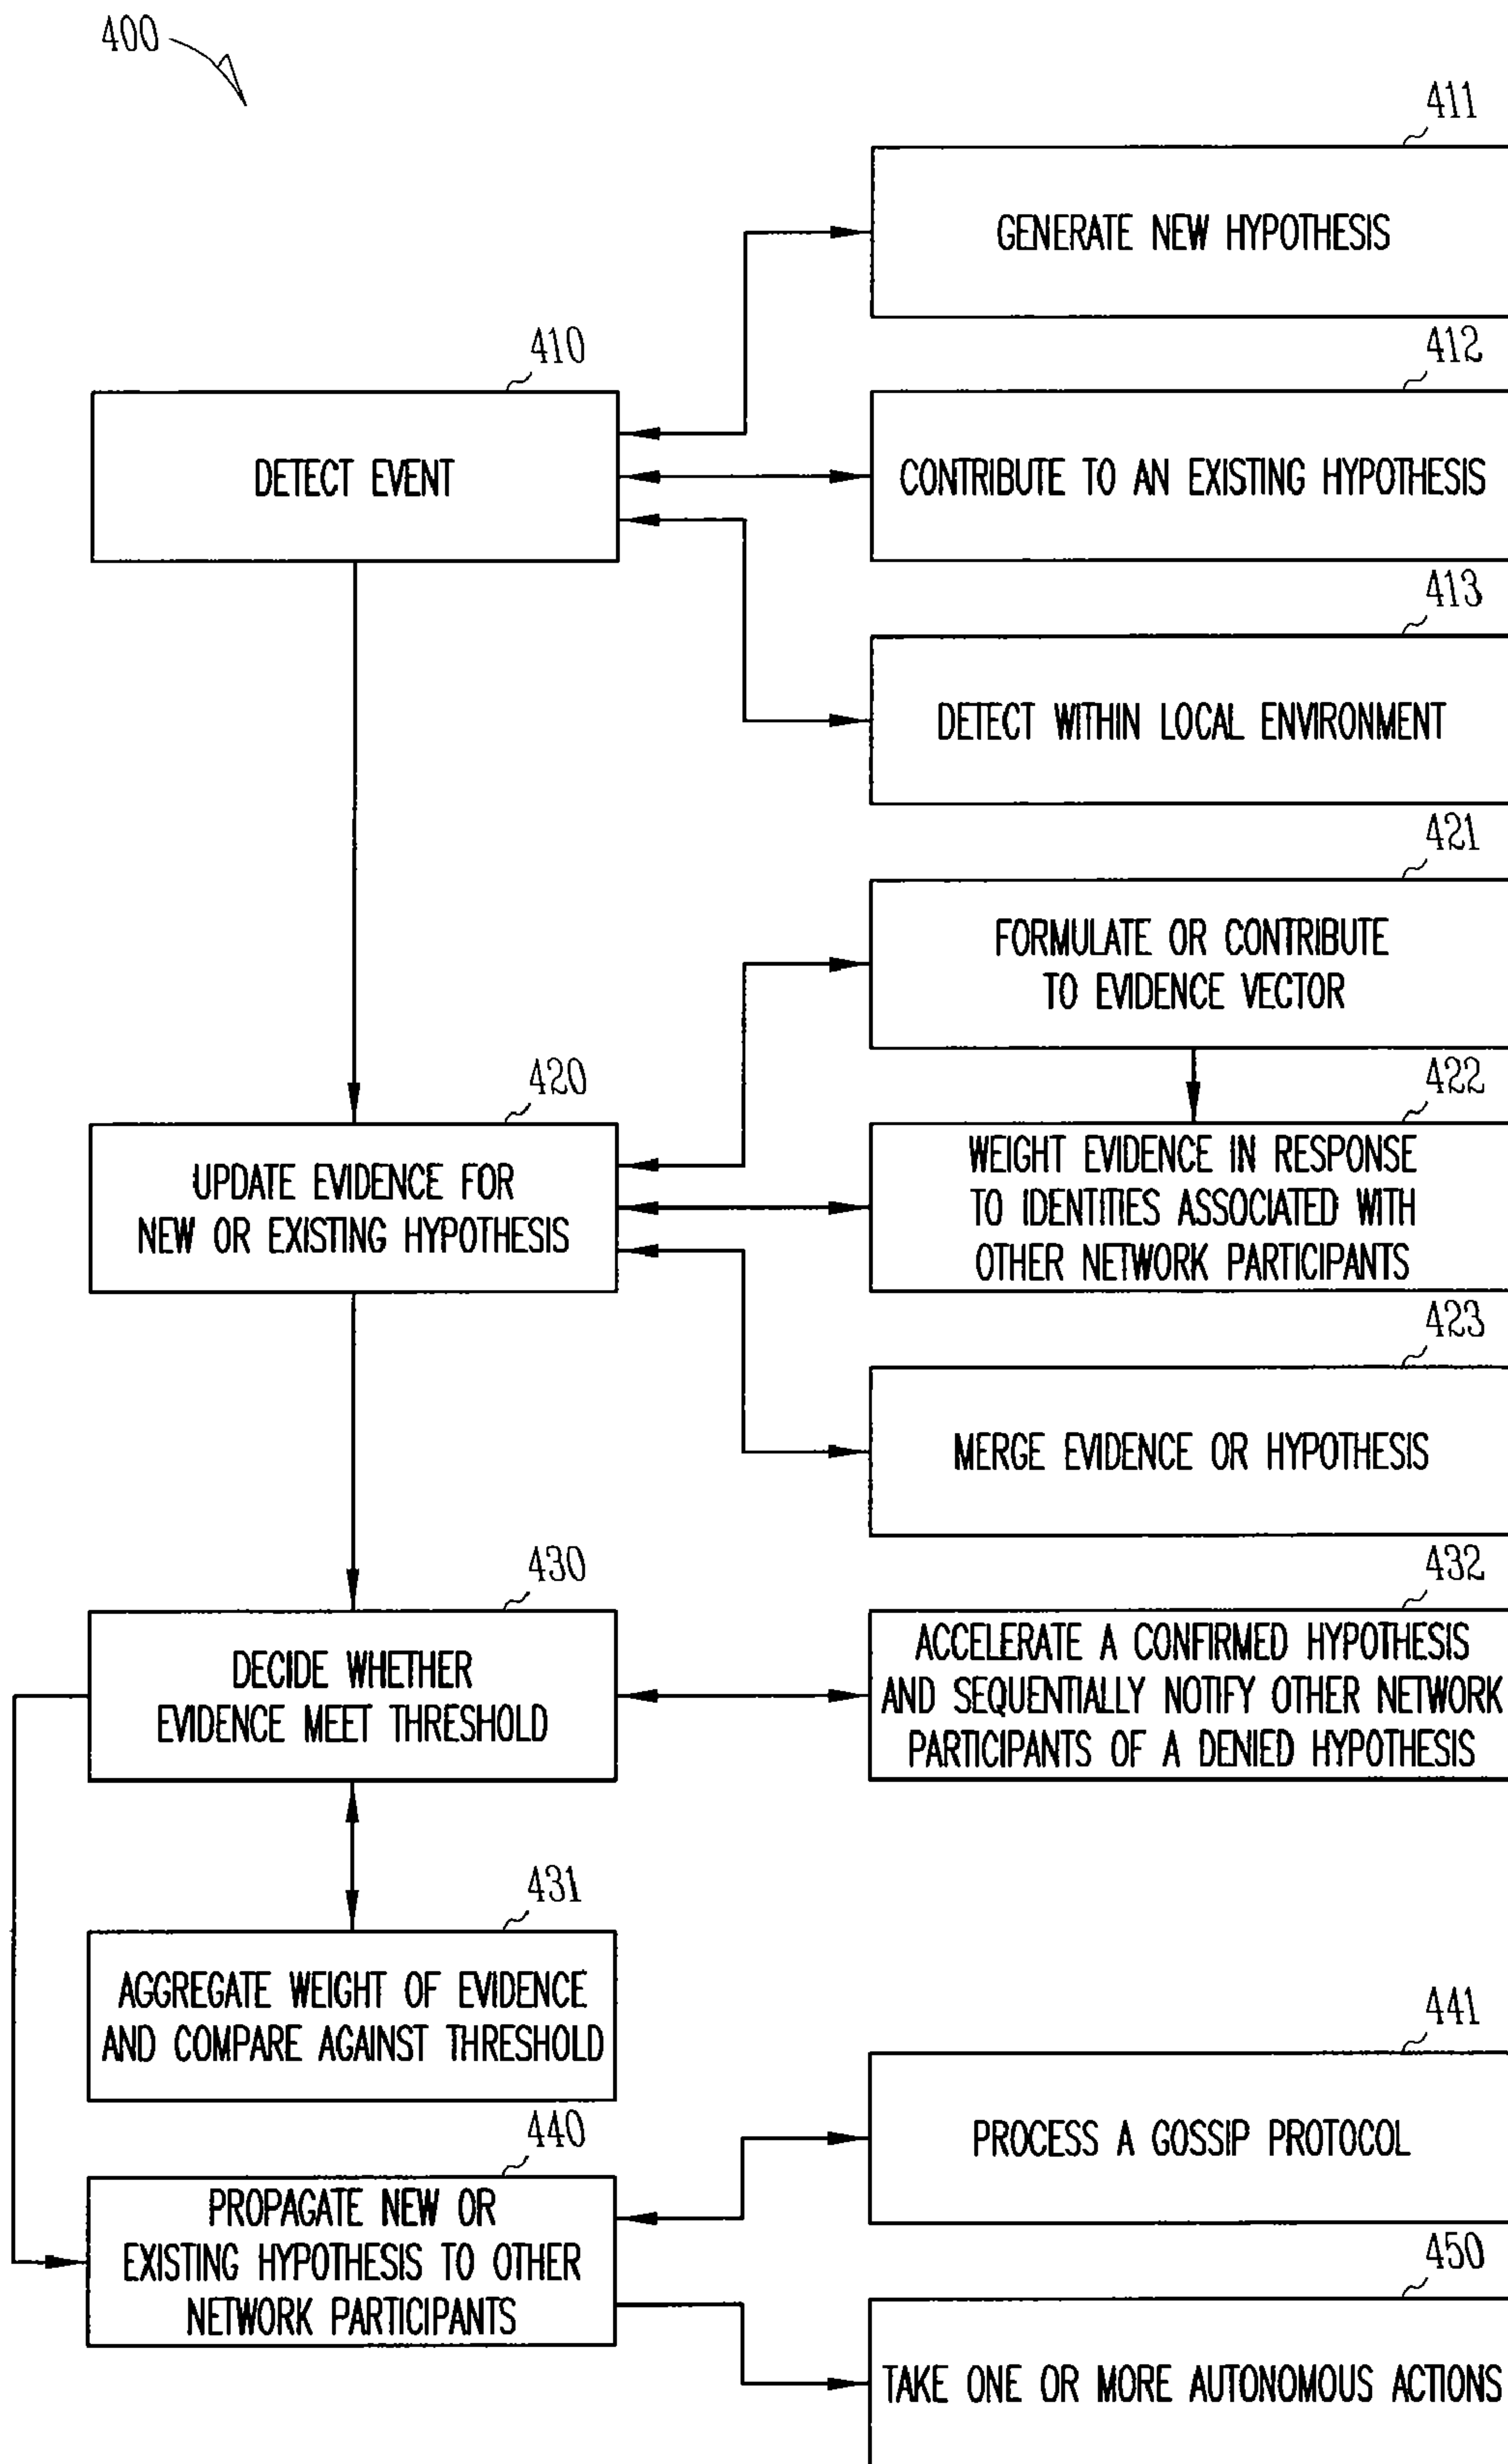 400
411
GENERATE NEW HYPOTHESIS
410
DETECT EVENT
412
CONTRIBUTE TO AN EXISTING HYPOTHESIS
413
DETECT WITHIN LOCAL ENVIRONMENT
421
FORMULATE OR CONTRIBUTE
TO EVIDENCE VECTOR
420
UPDATE EVIDENCE FOR
NEW OR EXISTING HYPOTHESIS
422
WEIGHT EVIDENCE IN RESPONSE
TO IDENTITIES ASSOCIATED WITH
OTHER NETWORK PARTICIPANTS
423
MERGE EVIDENCE OR HYPOTHESIS
430
DECIDE WHETHER
EVIDENCE MEET THRESHOLD
432
ACCELERATE A CONFIRMED HYPOTHESIS
AND SEQUENTIALLY NOTIFY OTHER NETWORK
PARTICIPANTS OF A DENIED HYPOTHESIS
431
AGGREGATE WEIGHT OF EVIDENCE
AND COMPARE AGAINST THRESHOLD
441
PROCESS A GOSSIP PROTOCOL
440
PROPAGATE NEW OR
EXISTING HYPOTHESIS TO OTHER
NETWORK PARTICIPANTS
450
TAKE ONE OR MORE AUTONOMOUS ACTIONS